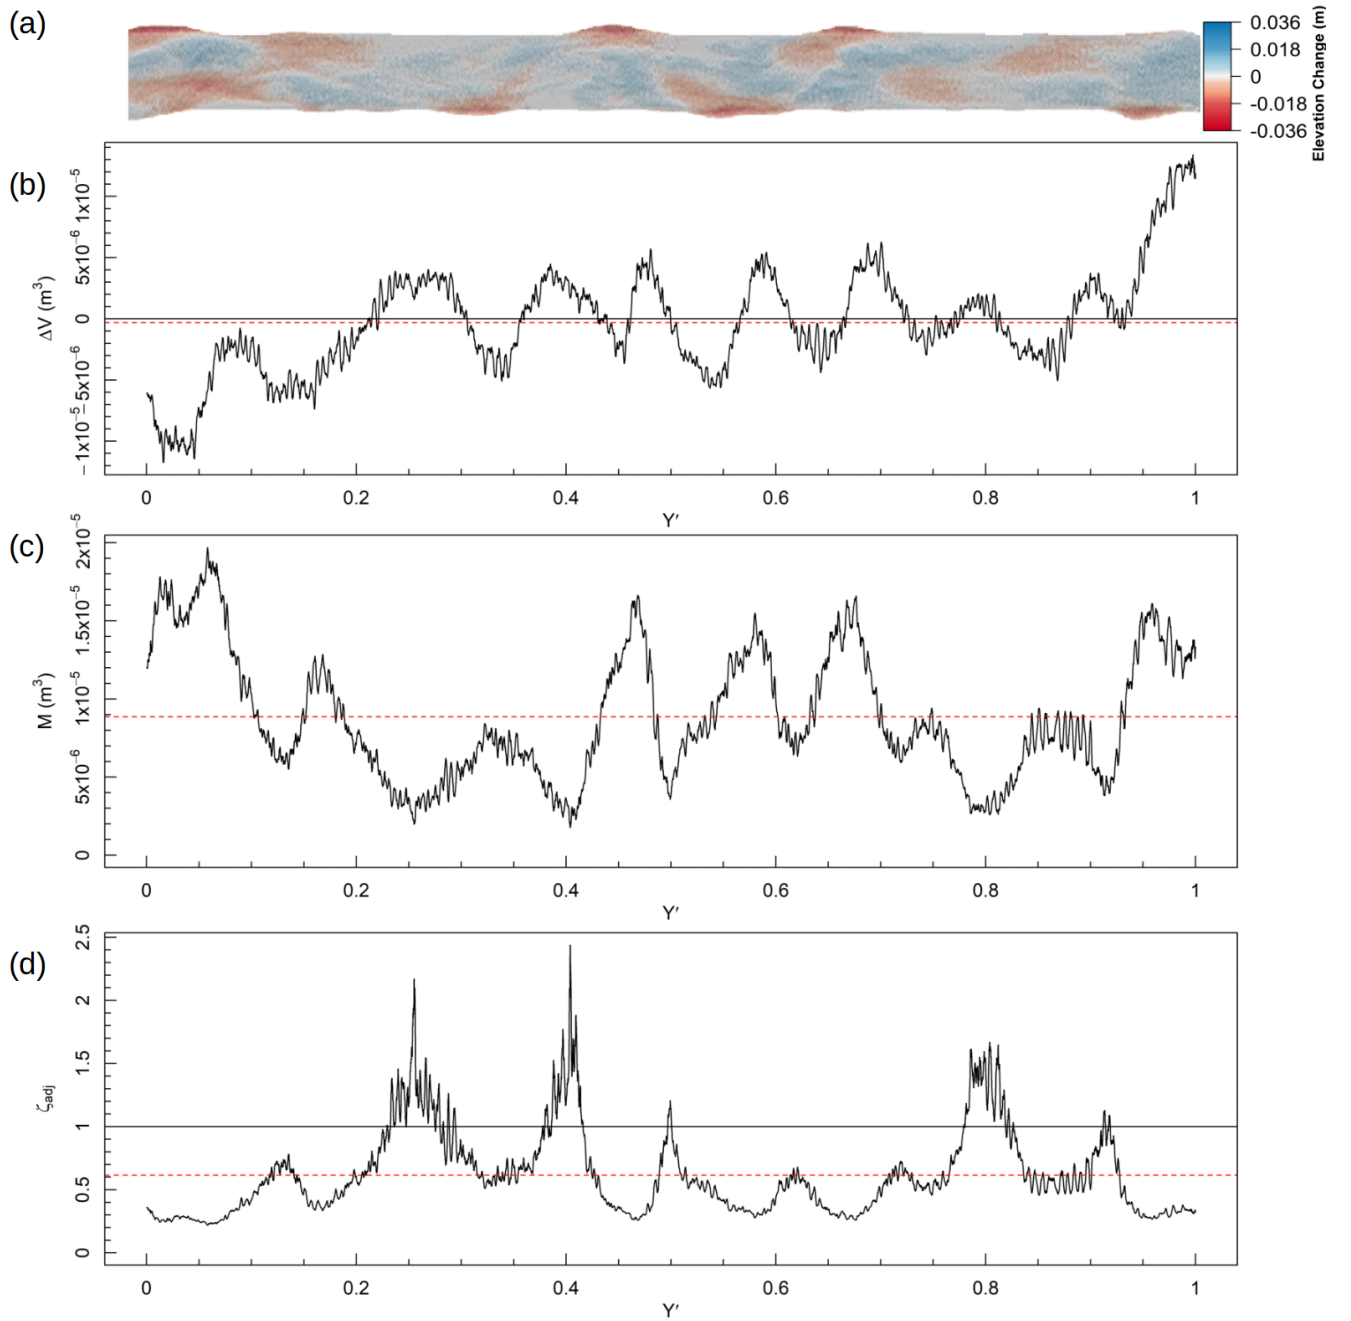 (a)
0.036
0.018
0
-0.018
-0.036
Elevation Change (m)
(b)
1x10⁻⁵
5x10⁻⁶
0
−5x10⁻⁶
−1x10⁻⁵
ΔV (m³)
0 0.2 0.4 0.6 0.8 1
Y′
(c)
2x10⁻⁵
1.5x10⁻⁵
1x10⁻⁵
5x10⁻⁶
0
M (m³)
0 0.2 0.4 0.6 0.8 1
Y′
(d)
2.5
2
1.5
1
0.5
0
ζadj
0 0.2 0.4 0.6 0.8 1
Y′